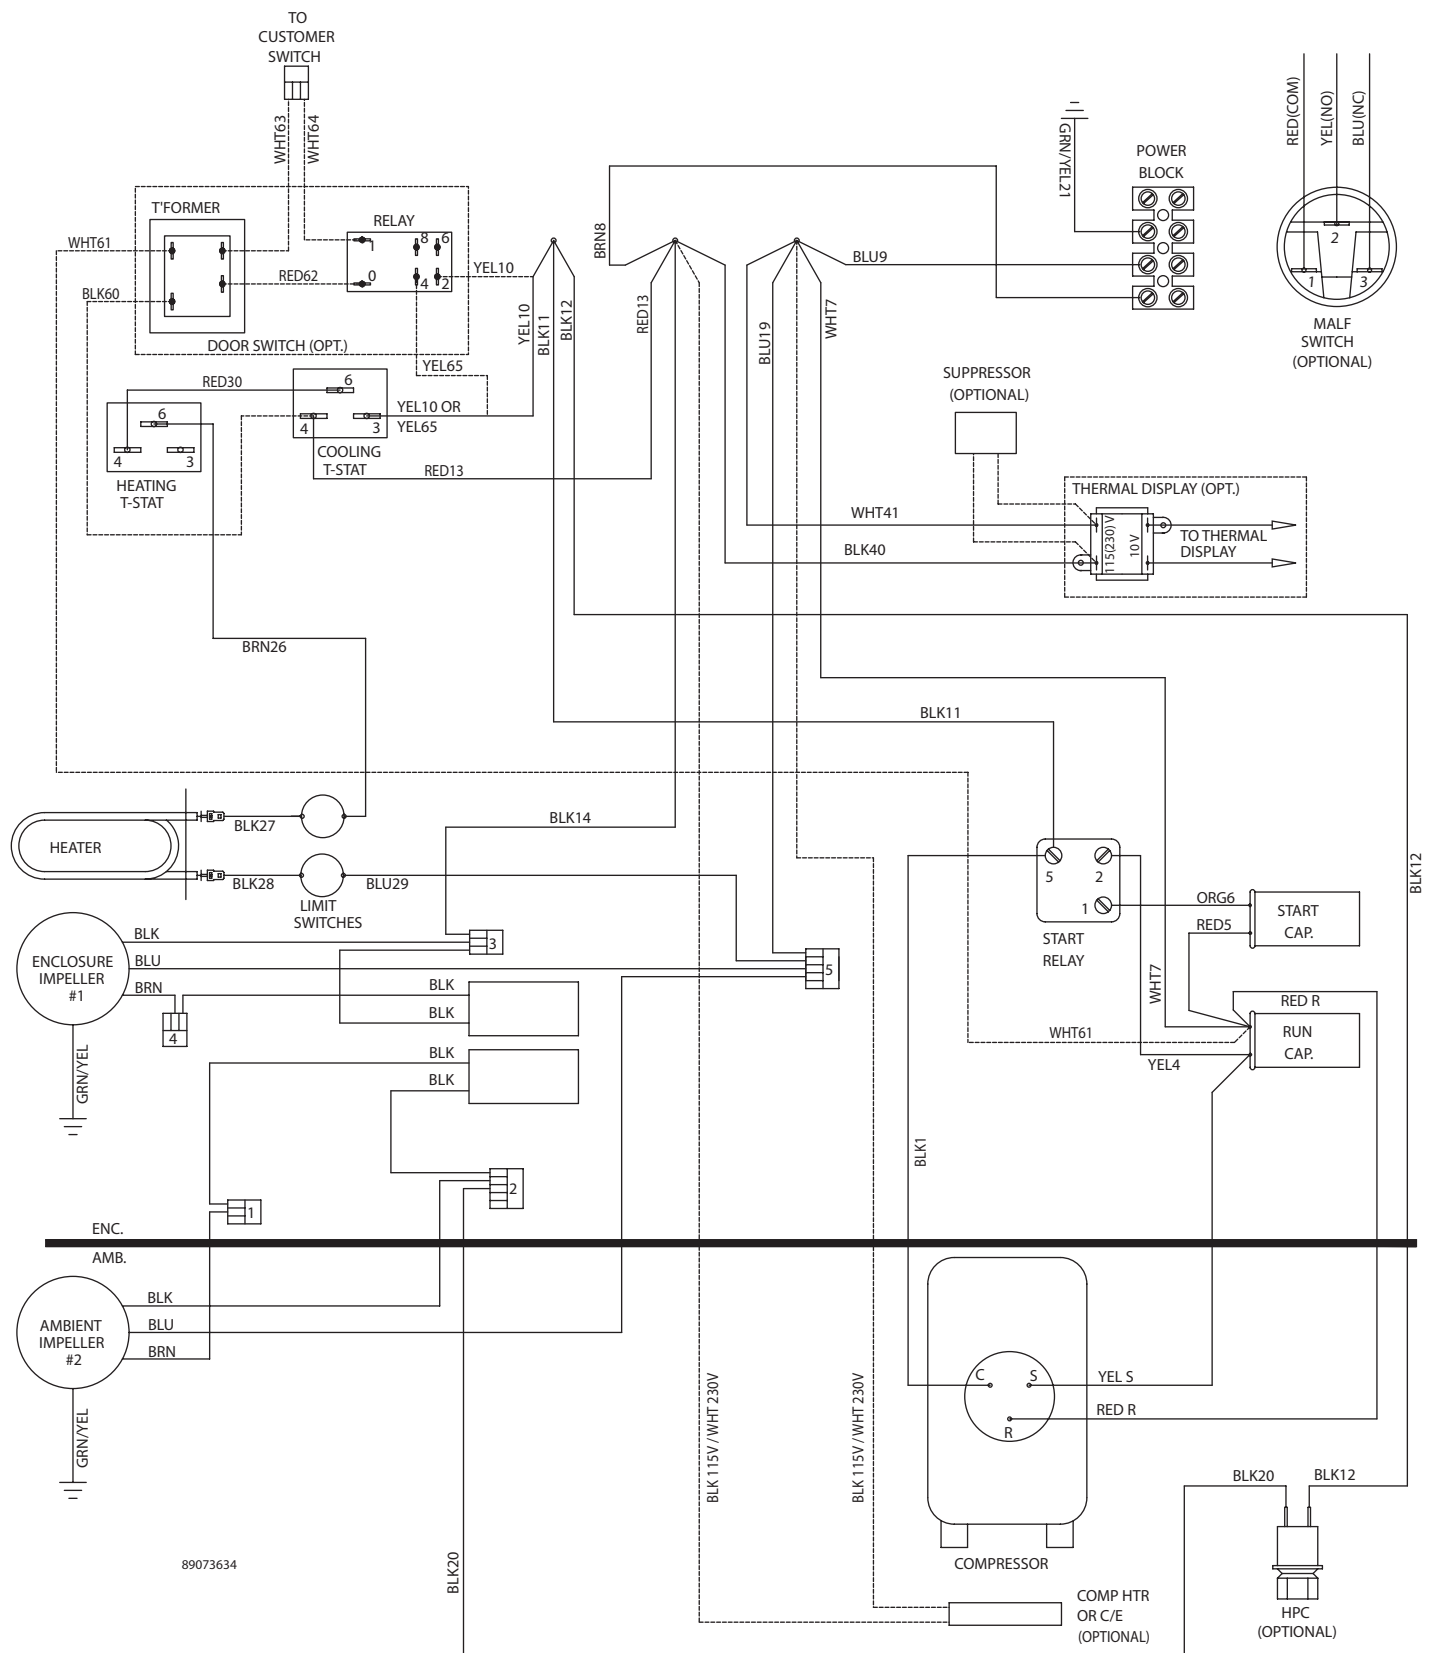 TO
CUSTOMER
SWITCH
WHT63
WHT64
T'FORMER
RELAY
8 6
1
0
4 2
WHT61
RED62
BLK60
YEL10
DOOR SWITCH (OPT.)
YEL65
YEL10
BLK11
BLK12
BRN8
RED13
BLU19
WHT7
BLU9
GRN/YEL21
POWER
BLOCK
RED(COM)
YEL(NO)
BLU(NC)
2
1 3
MALF
SWITCH
(OPTIONAL)
RED30
6
4 3
YEL10 OR
YEL65
COOLING
T-STAT
6
4 3
HEATING
T-STAT
RED13
SUPPRESSOR
(OPTIONAL)
THERMAL DISPLAY (OPT.)
WHT41
BLK40
115(230) V
10 V
TO THERMAL
DISPLAY
BRN26
BLK11
BLK14
HEATER
BLK27
BLK28
BLU29
LIMIT
SWITCHES
5 2
1
START
RELAY
ORG6
RED5
START
CAP.
BLK12
ENCLOSURE
IMPELLER
#1
BLK
BLU
BRN
3
5
4
BLK
BLK
BLK
BLK
GRN/YEL
WHT7
RED R
WHT61
RUN
CAP.
YEL4
BLK1
2
1
ENC.
AMB.
AMBIENT
IMPELLER
#2
BLK
BLU
BRN
GRN/YEL
BLK 115V / WHT 230V
BLK 115V / WHT 230V
C S
R
YEL S
RED R
COMPRESSOR
BLK20 BLK12
HPC
(OPTIONAL)
89073634
BLK20
COMP HTR
OR C/E
(OPTIONAL)